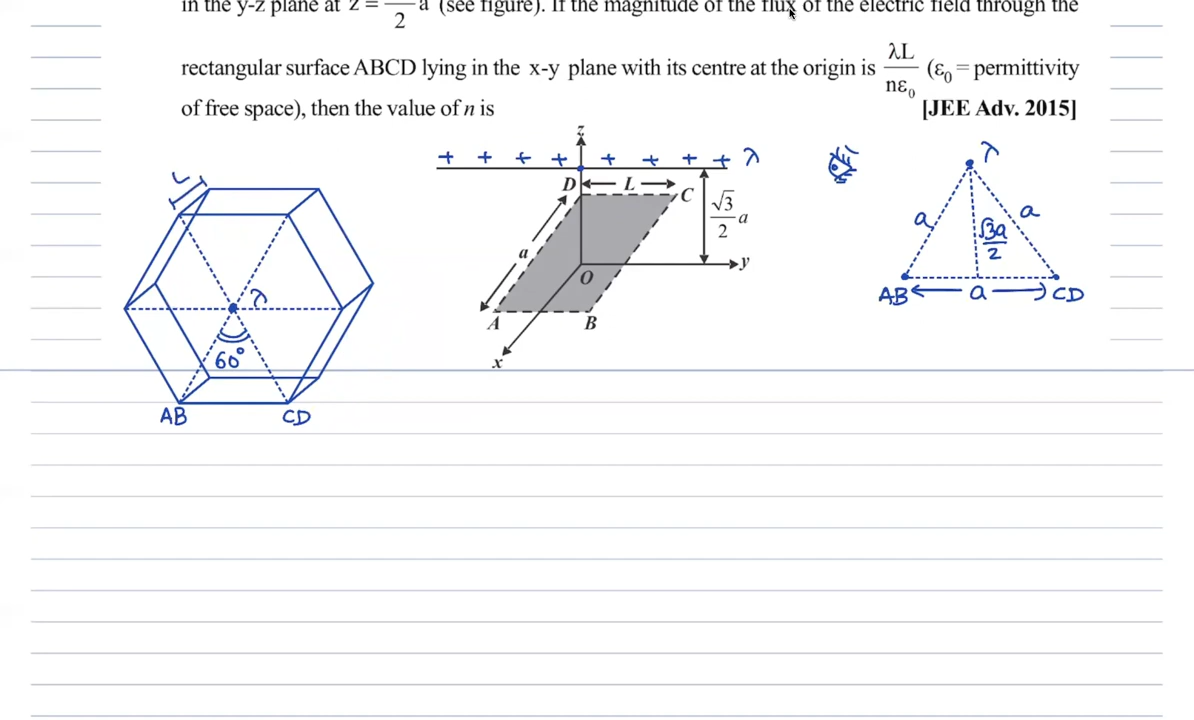 in the y-z plane at z = —/2 a (see figure). If the magnitude of the flux of the electric field through the
rectangular surface ABCD lying in the x-y plane with its centre at the origin is λL/nε₀ (ε₀ = permittivity
of free space), then the value of n is [JEE Adv. 2015]
z
+ + + + + + + + λ
λ
L
D L C
√3/2 a
a
a
√3a/2
a
O
y
λ
60°
A B
x
AB a CD
AB CD